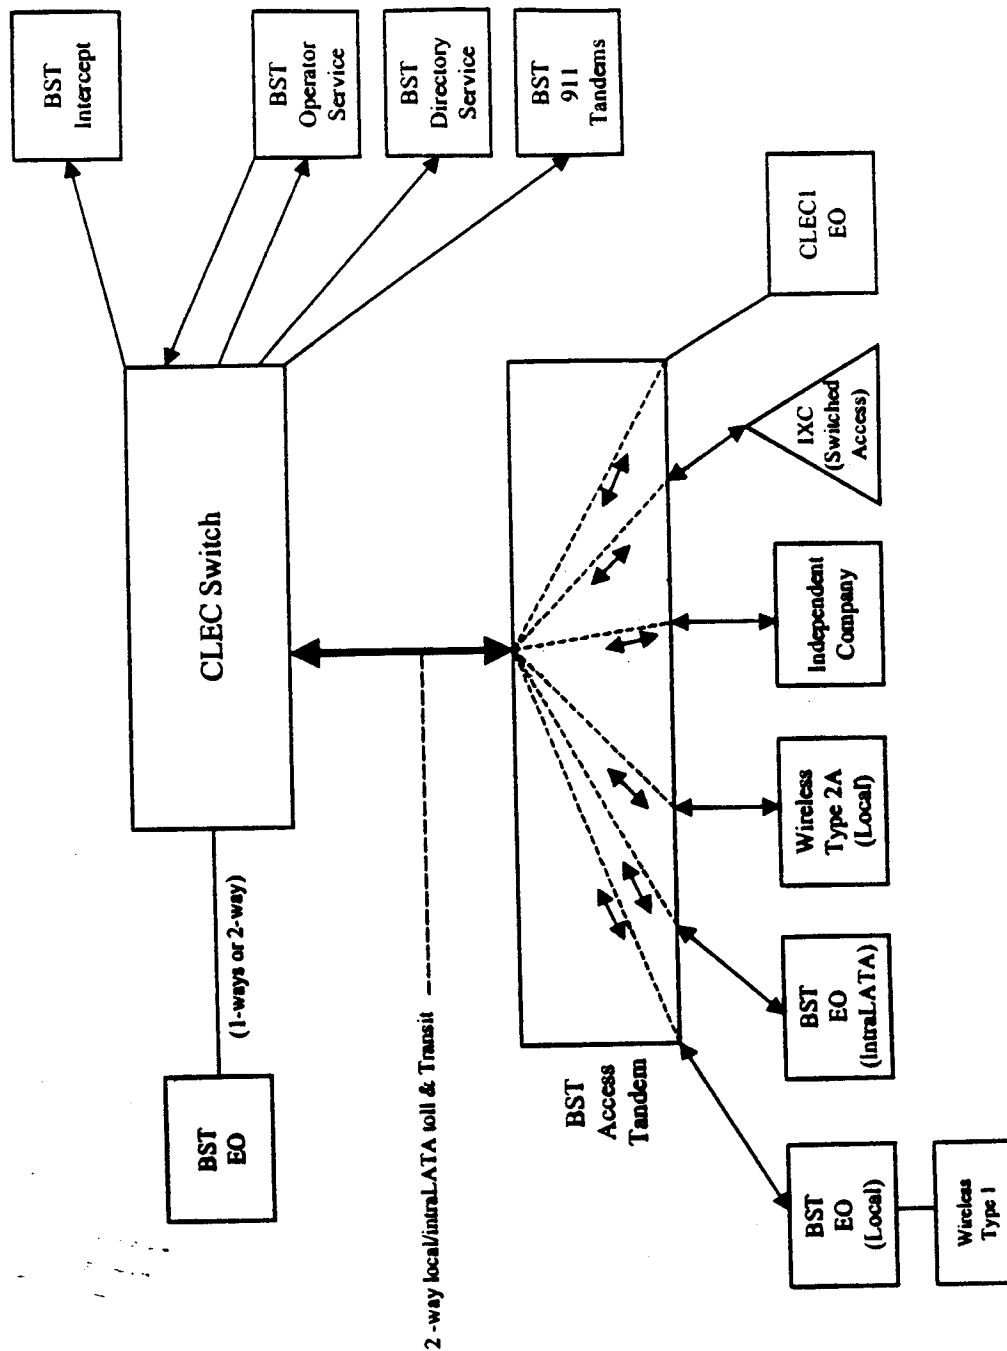 BST
Intercept
BST
Operator
Service
BST
Directory
Service
BST
911
Tandems
CLEC Switch
(1-ways or 2-way)
BST
EO
2 -way local/intraLATA toll & Transit
BST
Access
Tandem
CLEC1
EO
IXC
(Switched
Access)
Independent
Company
Wireless
Type 2A
(Local)
BST
EO
(IntraLATA)
BST
EO
(Local)
Wireless
Type 1